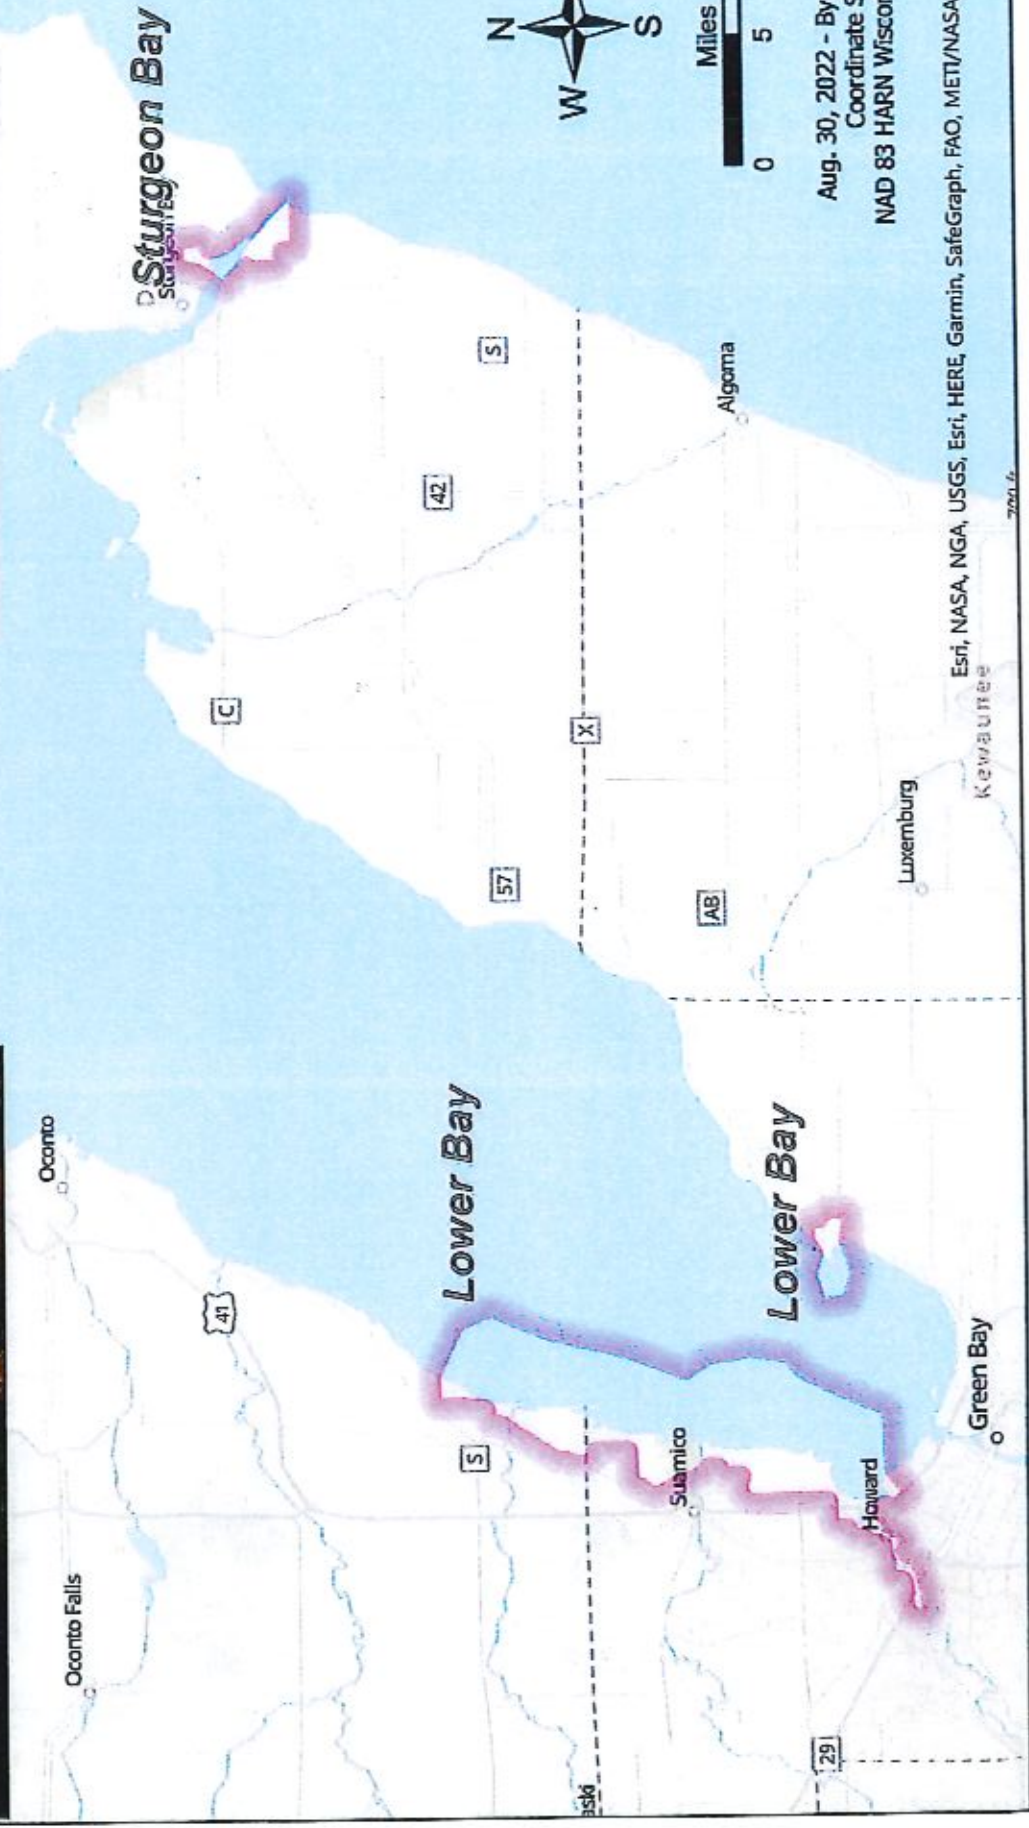 Sturgeon Bay
N
W
S
Miles
0
5
Aug. 30, 2022 - By
Coordinate S
NAD 83 HARN Wiscon
Esri, NASA, NGA, USGS, Esri, HERE, Garmin, SafeGraph, FAO, METI/NASA
Oconto
Oconto Falls
41
Lower Bay
Lower Bay
S
Suamico
Howard
Green Bay
29
aski
C
42
S
57
X
AB
Algoma
Luxemburg
Kewaunee